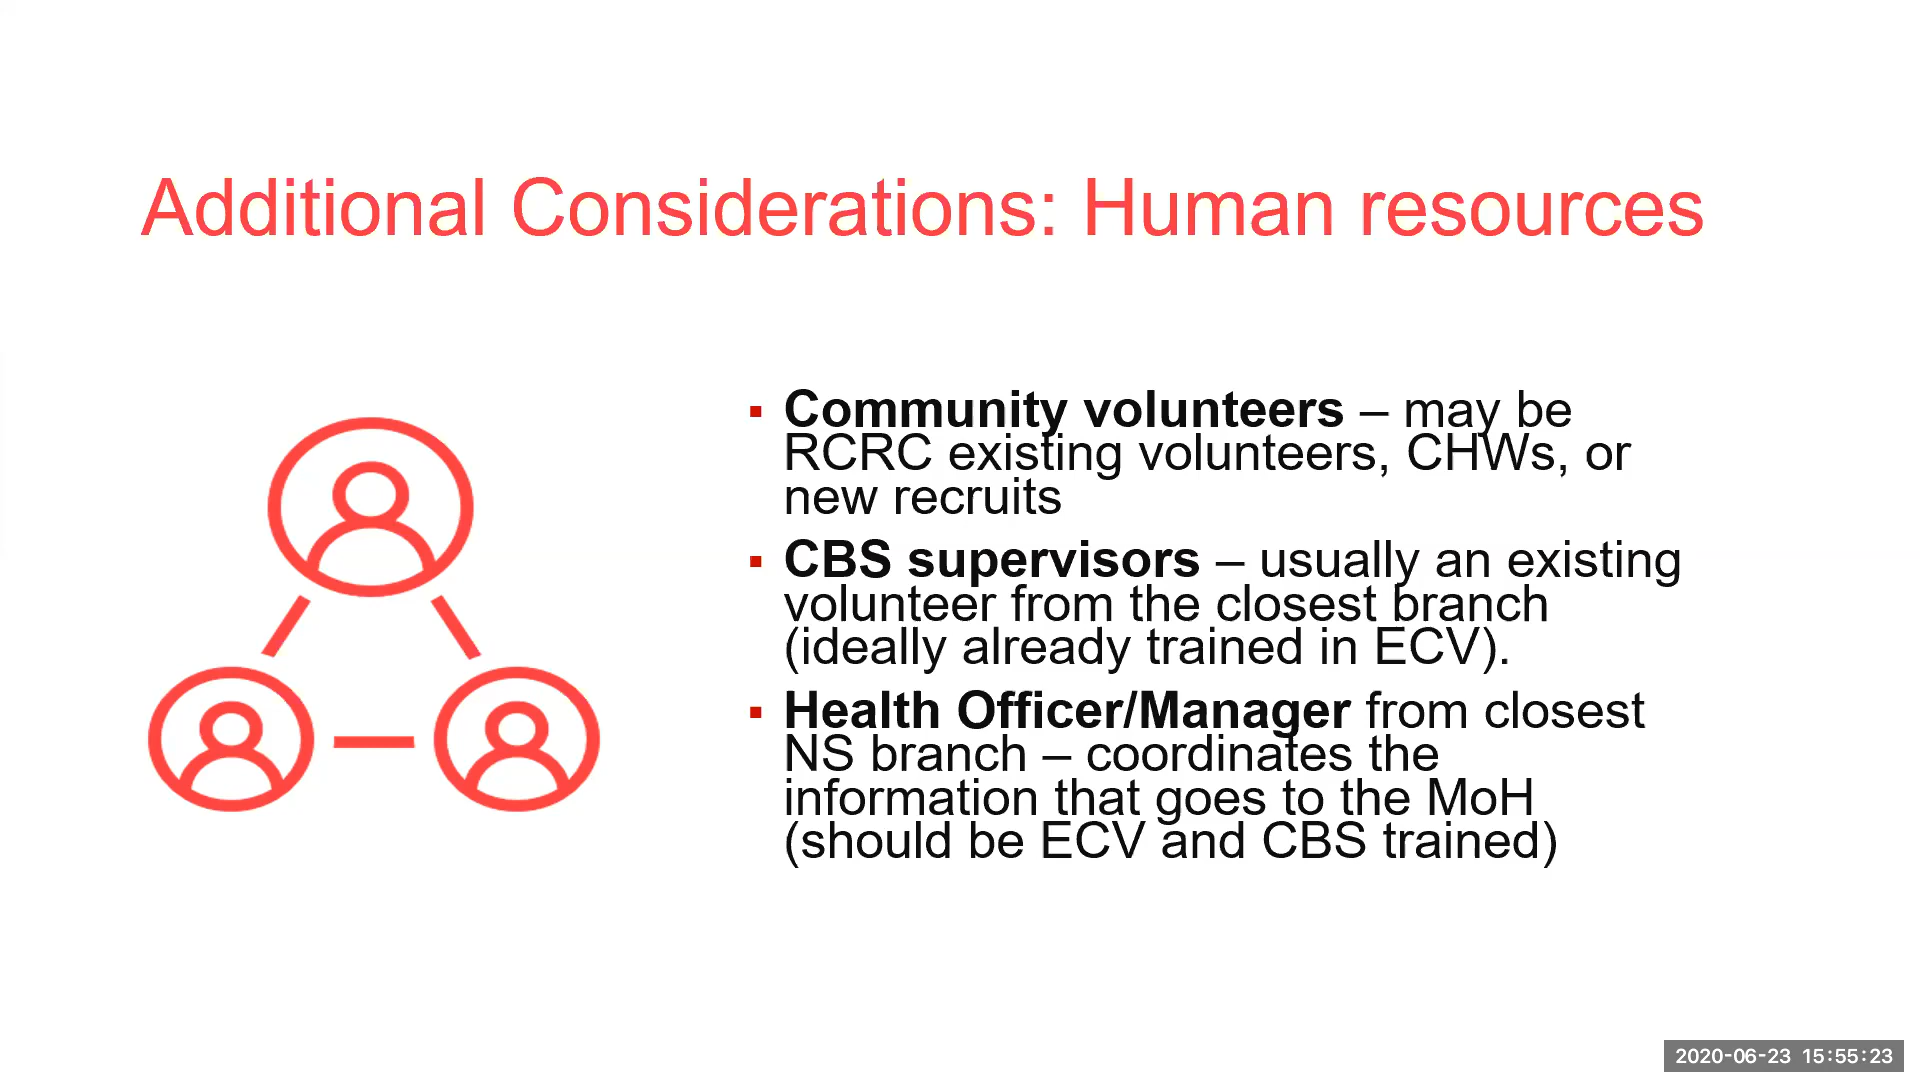 Additional Considerations: Human resources
▪ Community volunteers – may be
RCRC existing volunteers, CHWs, or
new recruits
▪ CBS supervisors – usually an existing
volunteer from the closest branch
(ideally already trained in ECV).
▪ Health Officer/Manager from closest
NS branch – coordinates the
information that goes to the MoH
(should be ECV and CBS trained)
2020-06-23 15:55:23